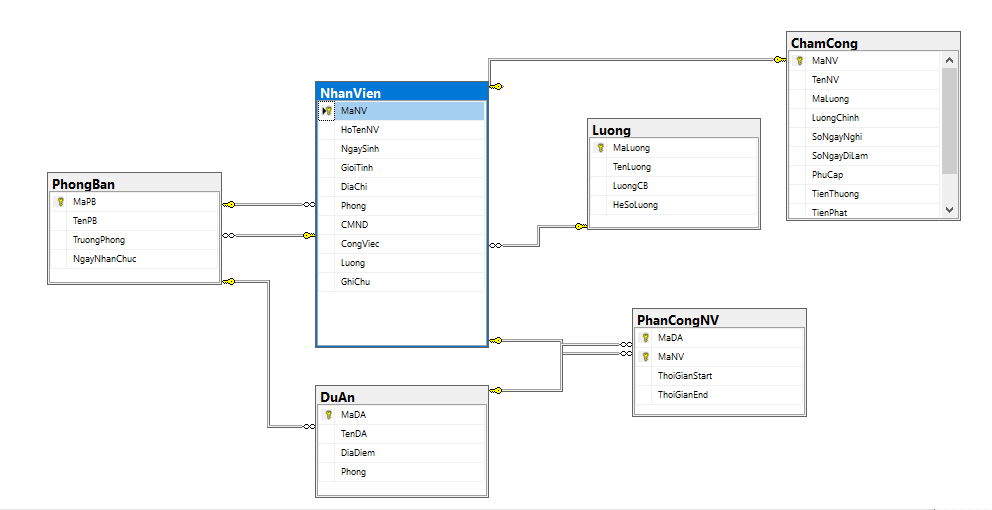 ChamCong
MaNV
TenNV
MaLuong
LuongChinh
SoNgayNghi
SoNgayDiLam
PhuCap
TienThuong
TienPhat
NhanVien
MaNV
HoTenNV
NgaySinh
GioiTinh
DiaChi
Phong
CMND
CongViec
Luong
GhiChu
Luong
MaLuong
TenLuong
LuongCB
HeSoLuong
PhongBan
MaPB
TenPB
TruongPhong
NgayNhanChuc
PhanCongNV
MaDA
MaNV
ThoiGianStart
ThoiGianEnd
DuAn
MaDA
TenDA
DiaDiem
Phong